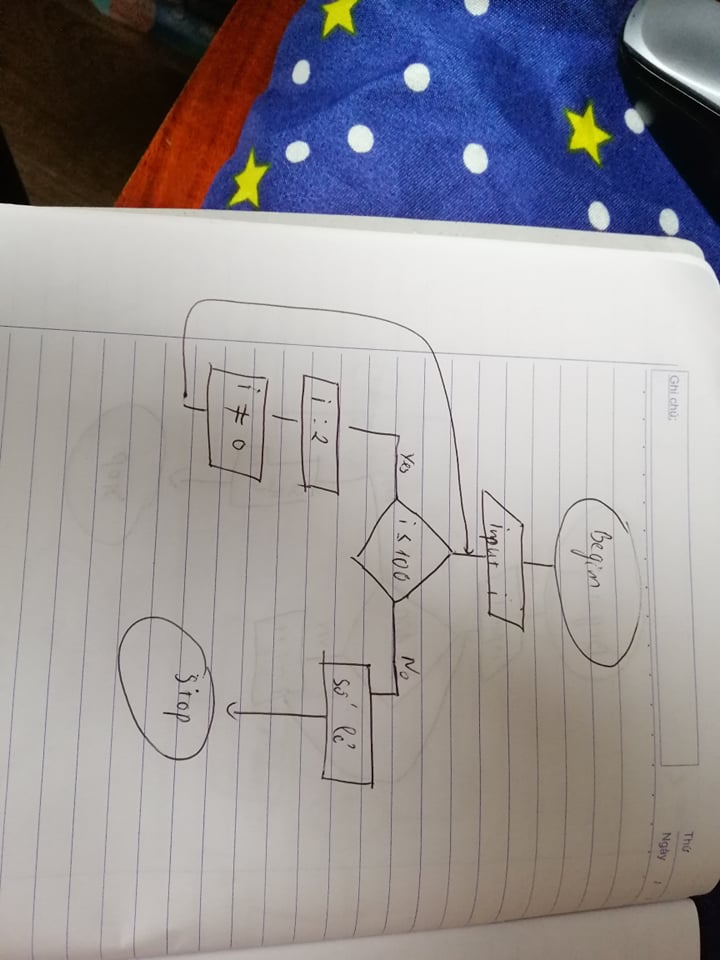 Ghi chú:
Thứ
Ngày /
Begin
input i
i ≤ 100
Yes
No
i : 2
i ≠ 0
Số lẻ
Stop